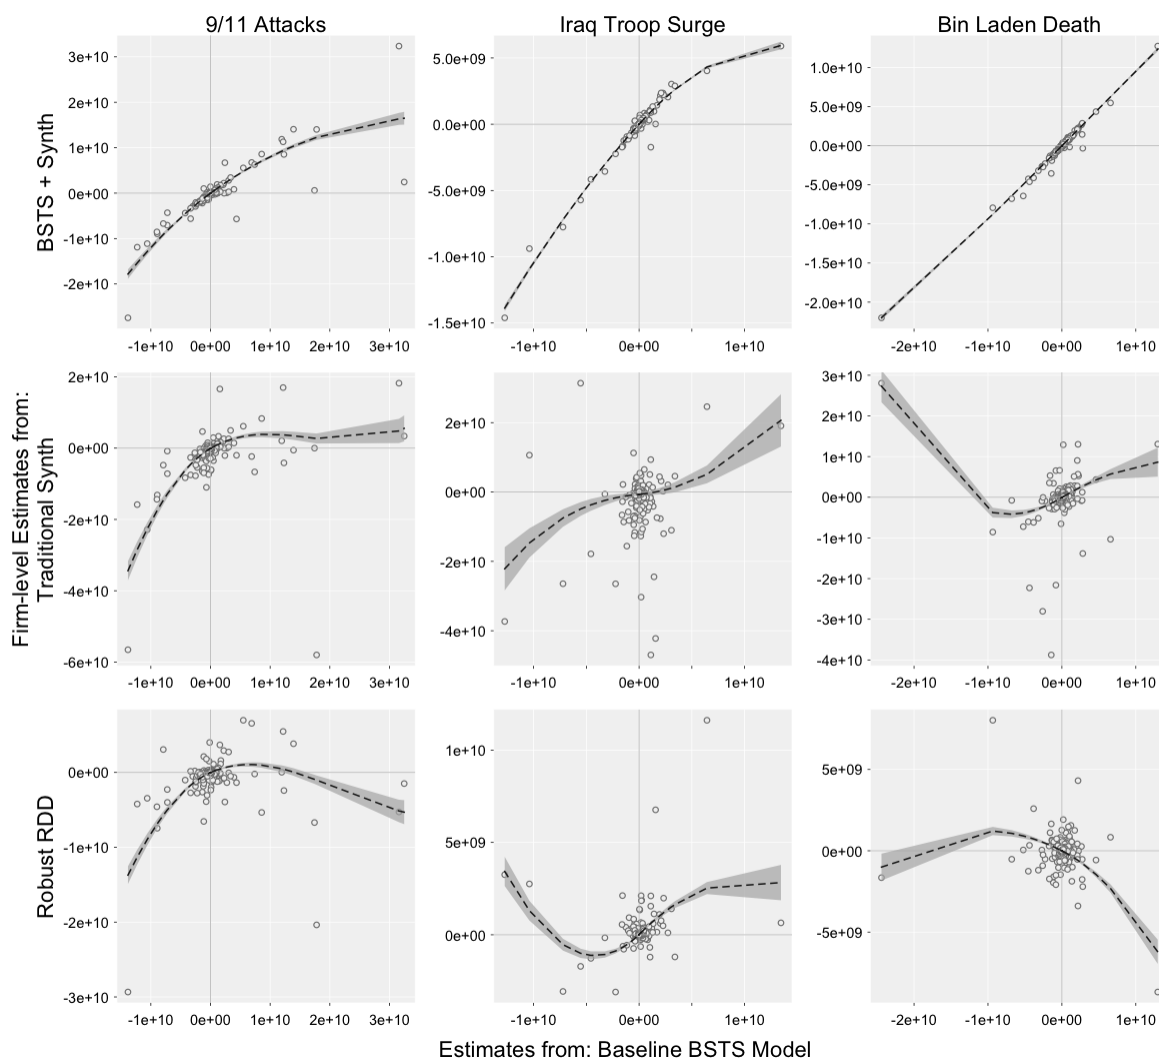 9/11 Attacks Iraq Troop Surge Bin Laden Death
Firm-level Estimates from:
BSTS + Synth
3e+10
2e+10
1e+10
0e+00
-1e+10
-2e+10
-1e+10 0e+00 1e+10 2e+10 3e+10
5.0e+09
0.0e+00
-5.0e+09
-1.0e+10
-1.5e+10
-1e+10 0e+00 1e+10
1.0e+10
5.0e+09
0.0e+00
-5.0e+09
-1.0e+10
-1.5e+10
-2.0e+10
-2e+10 -1e+10 0e+00 1e+10
Traditional Synth
2e+10
0e+00
-2e+10
-4e+10
-6e+10
-1e+10 0e+00 1e+10 2e+10 3e+10
2e+10
0e+00
-2e+10
-4e+10
-1e+10 0e+00 1e+10
3e+10
2e+10
1e+10
0e+00
-1e+10
-2e+10
-3e+10
-4e+10
-2e+10 -1e+10 0e+00 1e+10
Robust RDD
0e+00
-1e+10
-2e+10
-3e+10
-1e+10 0e+00 1e+10 2e+10 3e+10
1e+10
5e+09
0e+00
-1e+10 0e+00 1e+10
5e+09
0e+00
-5e+09
-2e+10 -1e+10 0e+00 1e+10
Estimates from: Baseline BSTS Model